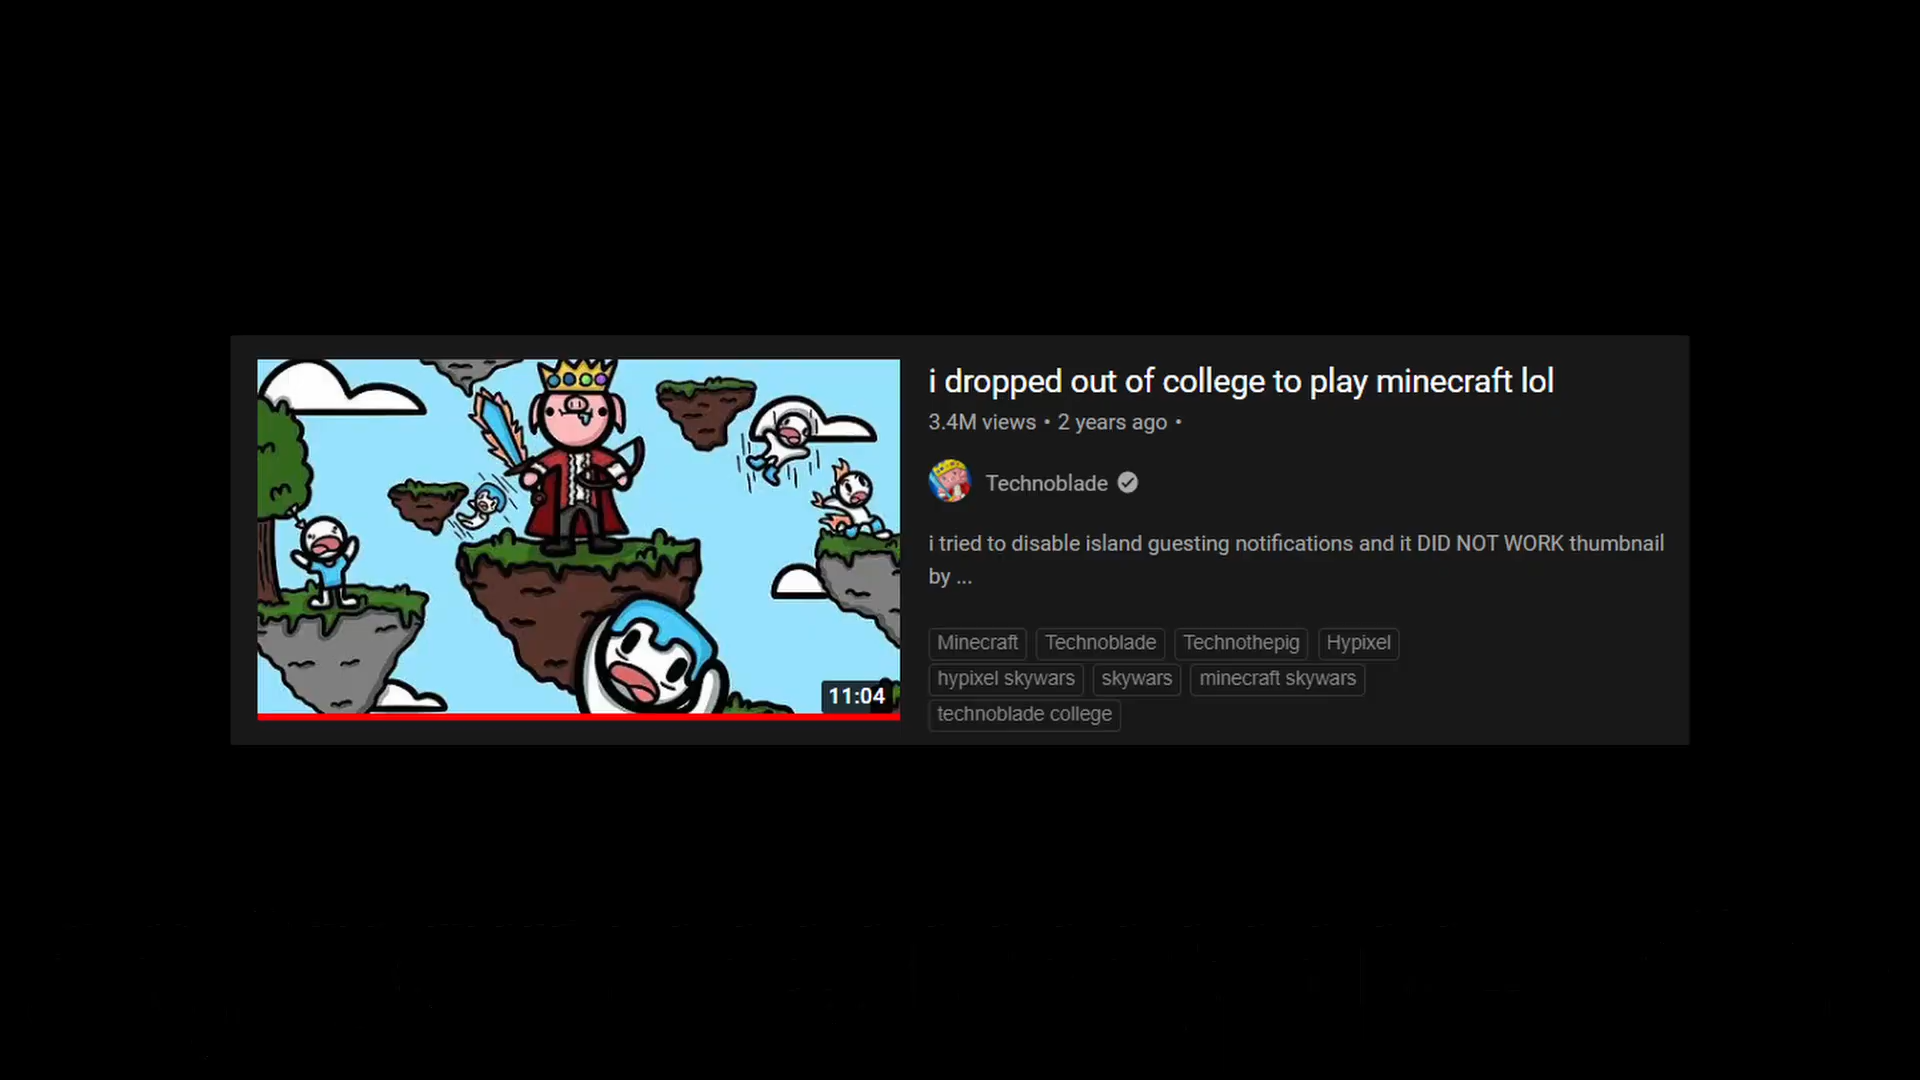 i dropped out of college to play minecraft lol
3.4M views • 2 years ago •
Technoblade
i tried to disable island guesting notifications and it DID NOT WORK thumbnail
by ...
Minecraft Technoblade Technothepig Hypixel
hypixel skywars skywars minecraft skywars
technoblade college
11:04